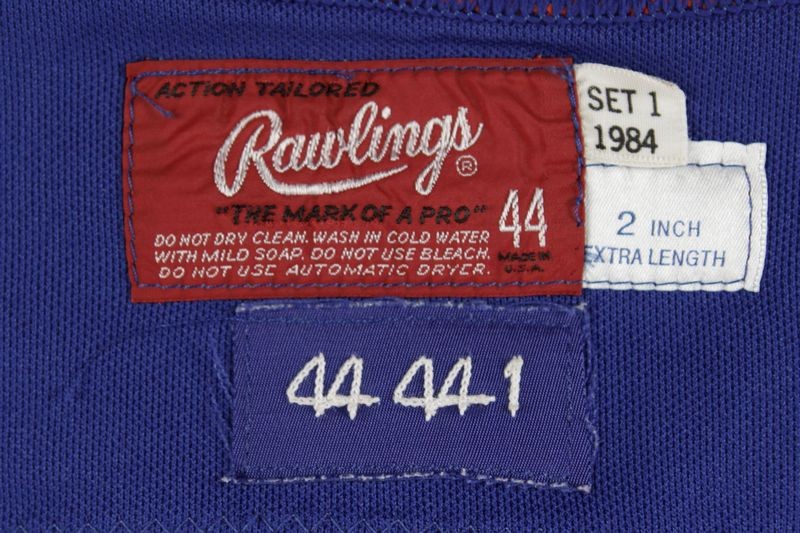 ACTION TAILORED
Rawlings®
"THE MARK OF A PRO"
44
DO NOT DRY CLEAN. WASH IN COLD WATER
WITH MILD SOAP. DO NOT USE BLEACH.
DO NOT USE AUTOMATIC DRYER.
MADE IN
U.S.A.
SET 1
1984
2 INCH
EXTRA LENGTH
44 44 1